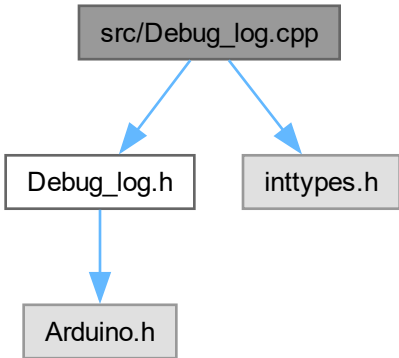 src/Debug_log.cpp
Debug_log.h
inttypes.h
Arduino.h